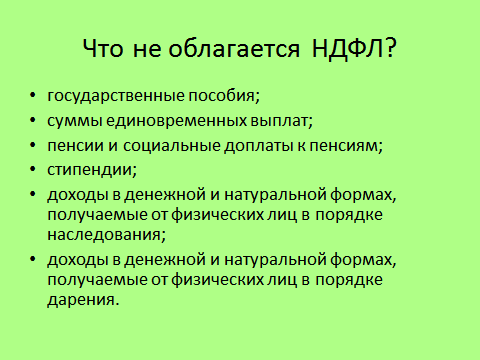 Что не облагается НДФЛ?
• государственные пособия;
• суммы единовременных выплат;
• пенсии и социальные доплаты к пенсиям;
• стипендии;
• доходы в денежной и натуральной формах,
получаемые от физических лиц в порядке
наследования;
• доходы в денежной и натуральной формах,
получаемые от физических лиц в порядке
дарения.